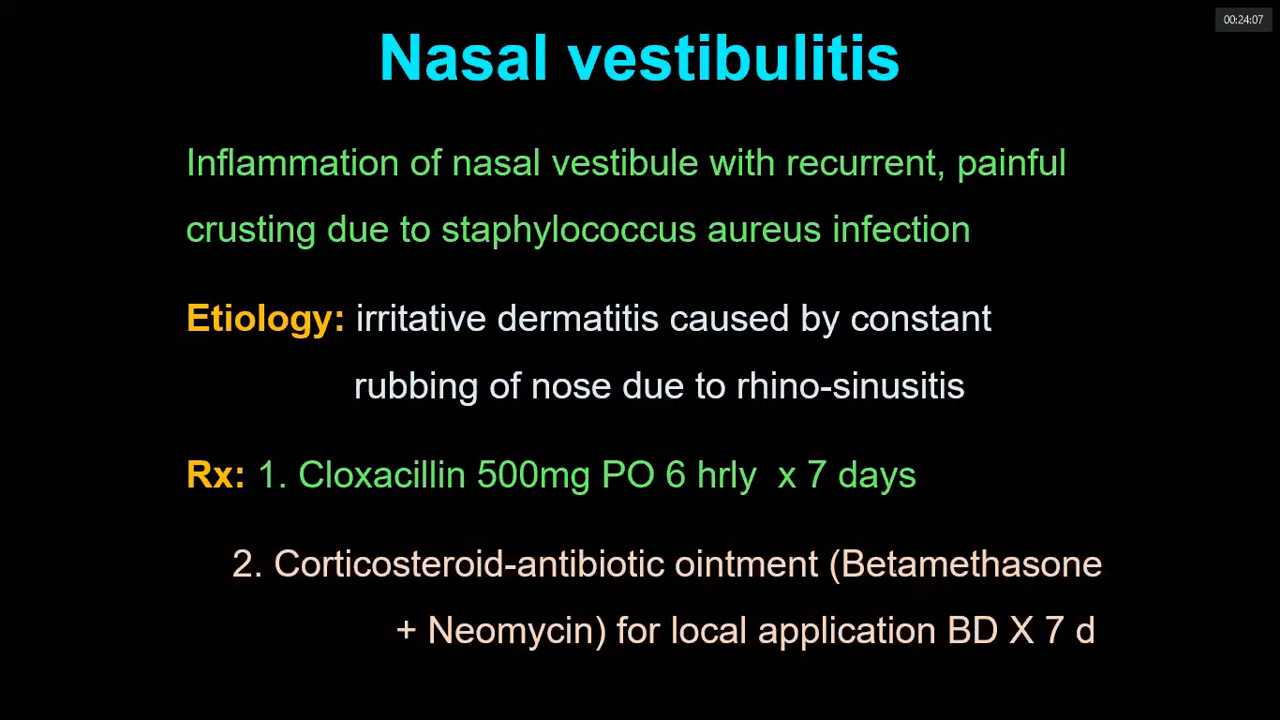 00:24:07
Nasal vestibulitis
Inflammation of nasal vestibule with recurrent, painful
crusting due to staphylococcus aureus infection
Etiology: irritative dermatitis caused by constant
rubbing of nose due to rhino-sinusitis
Rx: 1. Cloxacillin 500mg PO 6 hrly x 7 days
2. Corticosteroid-antibiotic ointment (Betamethasone
+ Neomycin) for local application BD X 7 d